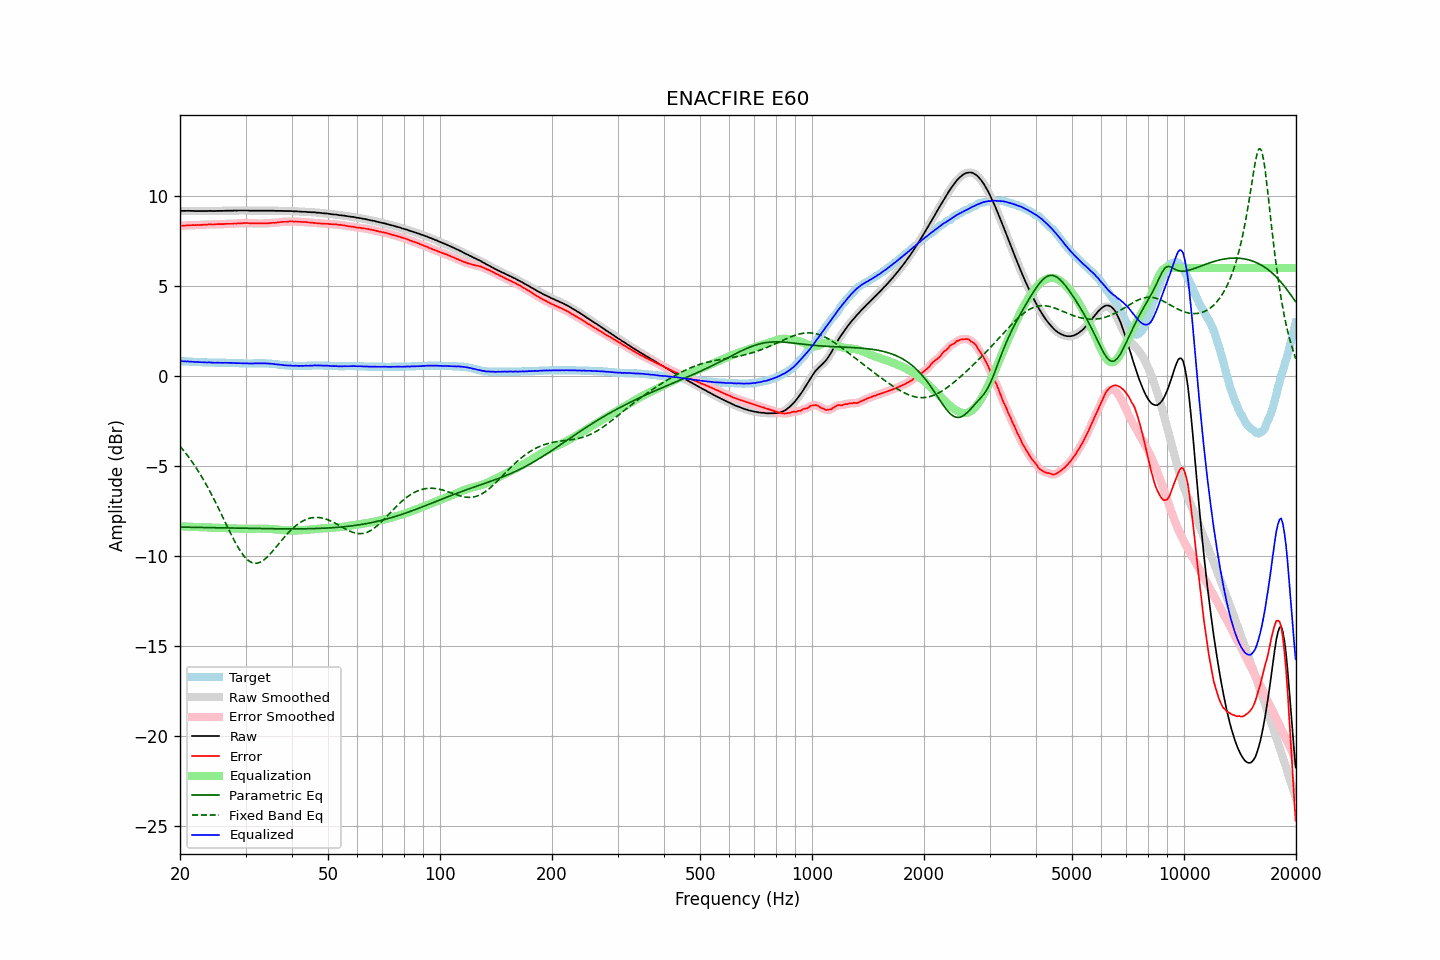 ENACFIRE E60
Amplitude (dBr)
10
5
0
−5
−10
−15
−20
−25
Target
Raw Smoothed
Error Smoothed
Raw
Error
Equalization
Parametric Eq
Fixed Band Eq
Equalized
20 50 100 200 500 1000 2000 5000 10000 20000
Frequency (Hz)